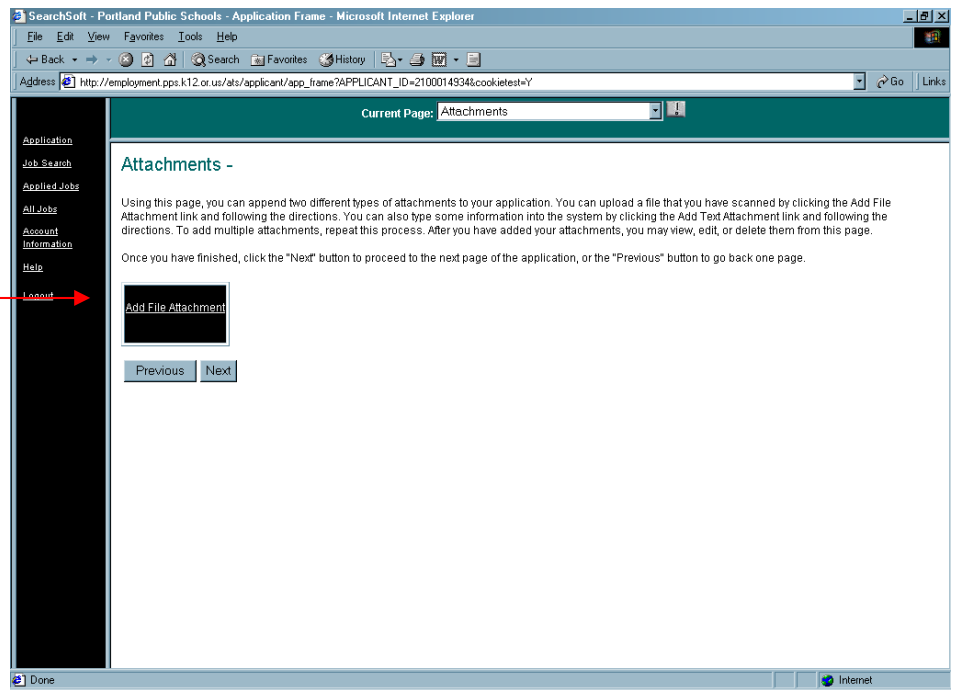 SearchSoft - Portland Public Schools - Application Frame - Microsoft Internet Explorer
File Edit View Favorites Tools Help
Back Search Favorites History
Address http://employment.pps.k12.or.us/ats/applicant/app_frame?APPLICANT_ID=2100014934&cookietest=Y Go Links
Current Page: Attachments
Application
Job Search
Applied Jobs
All Jobs
Account
Information
Help
Logout
Attachments -
Using this page, you can append two different types of attachments to your application. You can upload a file that you have scanned by clicking the Add File
Attachment link and following the directions. You can also type some information into the system by clicking the Add Text Attachment link and following the
directions. To add multiple attachments, repeat this process. After you have added your attachments, you may view, edit, or delete them from this page.
Once you have finished, click the "Next" button to proceed to the next page of the application, or the "Previous" button to go back one page.
Add File Attachment
Previous Next
Done Internet